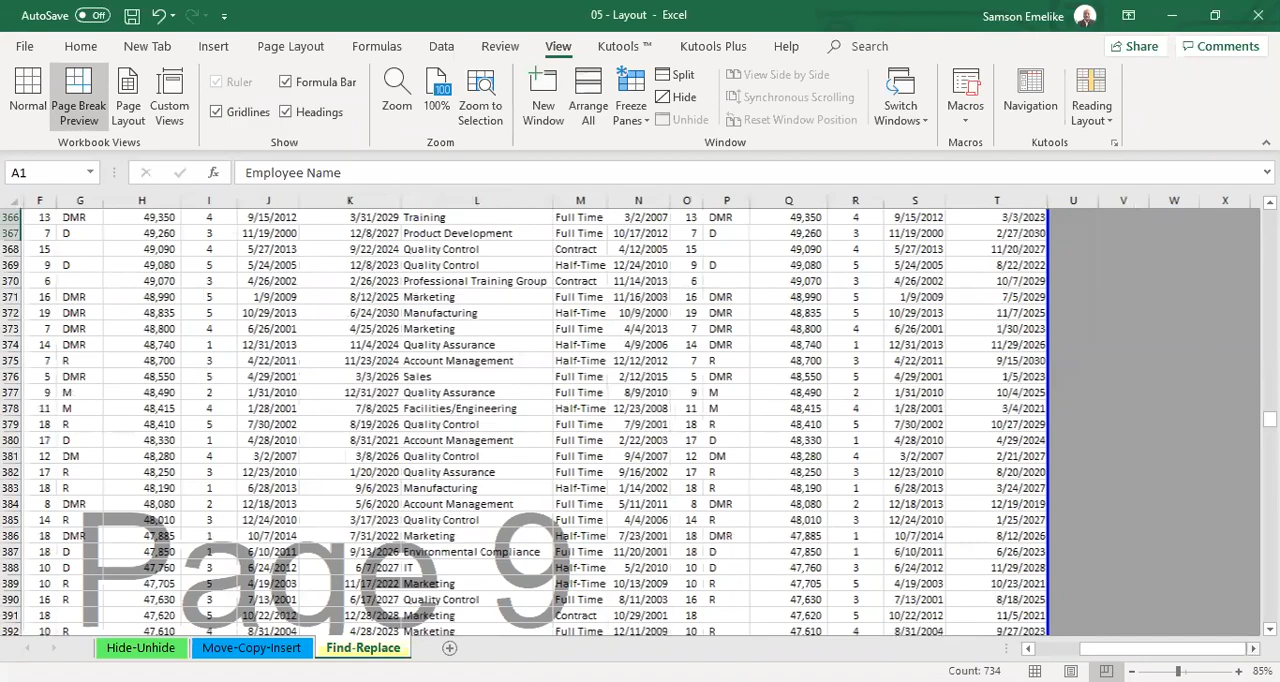 AutoSave Off 05 - Layout - Excel Samson Emelike
File Home New Tab Insert Page Layout Formulas Data Review View Kutools ™ Kutools Plus Help Search Share Comments
Normal Page Break Preview Page Layout Custom Views Ruler Formula Bar Gridlines Headings Zoom 100% Zoom to Selection New Window Arrange All Freeze Panes Split Hide Unhide View Side by Side Synchronous Scrolling Reset Window Position Switch Windows Macros Navigation Reading Layout
Workbook Views Show Zoom Window Macros Kutools
A1 fx Employee Name
F G H I J K L M N O P Q R S T U V W X
366 13 DMR 49,350 4 9/15/2012 3/31/2029 Training Full Time 3/2/2007 13 DMR 49,350 4 9/15/2012 3/3/2023
367 7 D 49,260 3 11/19/2000 12/8/2027 Product Development Full Time 10/17/2012 7 D 49,260 3 11/19/2000 2/27/2030
368 15 49,090 4 5/27/2013 9/22/2024 Quality Control Contract 4/12/2005 15 49,090 4 5/27/2013 11/20/2027
369 9 D 49,080 5 5/24/2005 12/8/2023 Quality Control Half-Time 12/24/2010 9 D 49,080 5 5/24/2005 8/22/2022
370 6 49,070 3 4/26/2002 2/26/2023 Professional Training Group Contract 11/14/2013 6 49,070 3 4/26/2002 10/7/2029
371 16 DMR 48,990 5 1/9/2009 8/12/2025 Marketing Full Time 11/16/2003 16 DMR 48,990 5 1/9/2009 7/5/2029
372 19 DMR 48,835 5 10/29/2013 6/24/2030 Manufacturing Full Time 10/9/2000 19 DMR 48,835 5 10/29/2013 11/7/2025
373 7 DMR 48,800 4 6/26/2001 4/25/2026 Marketing Full Time 4/4/2013 7 DMR 48,800 4 6/26/2001 1/30/2023
374 14 DMR 48,740 1 12/31/2013 11/4/2024 Quality Assurance Half-Time 4/9/2006 14 DMR 48,740 1 12/31/2013 11/29/2026
375 7 R 48,700 3 4/22/2011 11/23/2024 Account Management Half-Time 12/12/2012 7 R 48,700 3 4/22/2011 9/15/2030
376 5 DMR 48,550 5 4/29/2001 3/3/2026 Sales Full Time 2/12/2015 5 DMR 48,550 5 4/29/2001 1/5/2023
377 9 M 48,490 2 1/31/2010 12/31/2027 Quality Assurance Full Time 8/9/2010 9 M 48,490 2 1/31/2010 10/4/2025
378 11 M 48,415 4 1/28/2001 7/8/2025 Facilities/Engineering Half-Time 12/23/2008 11 M 48,415 4 1/28/2001 3/4/2021
379 18 R 48,410 5 7/30/2002 8/19/2026 Quality Control Full Time 7/9/2001 18 R 48,410 5 7/30/2002 10/27/2029
380 17 D 48,330 1 4/28/2010 8/31/2021 Account Management Full Time 2/22/2003 17 D 48,330 1 4/28/2010 4/29/2024
381 12 DM 48,280 4 3/2/2007 3/8/2026 Quality Control Full Time 9/4/2007 12 DM 48,280 4 3/2/2007 2/21/2027
382 17 R 48,250 3 12/23/2010 1/20/2020 Quality Assurance Full Time 9/16/2002 17 R 48,250 3 12/23/2010 8/20/2020
383 18 R 48,190 1 6/28/2013 9/6/2023 Manufacturing Half-Time 1/14/2002 18 R 48,190 1 6/28/2013 3/24/2027
384 8 DMR 48,080 2 12/18/2013 5/6/2020 Account Management Full Time 5/11/2011 8 DMR 48,080 2 12/18/2013 12/19/2019
385 14 R 48,010 3 12/24/2010 3/17/2023 Quality Control Full Time 4/4/2006 14 R 48,010 3 12/24/2010 1/25/2027
386 18 DMR 47,885 1 10/7/2014 7/31/2022 Marketing Half-Time 7/23/2001 18 DMR 47,885 1 10/7/2014 8/12/2026
387 18 D 47,850 1 6/10/2011 9/13/2026 Environmental Compliance Full Time 11/20/2001 18 D 47,850 1 6/10/2011 6/26/2023
388 10 D 47,760 3 6/24/2012 6/7/2027 IT Half-Time 5/2/2010 10 D 47,760 3 6/24/2012 11/29/2028
389 10 R 47,705 5 4/19/2003 11/17/2022 Marketing Half-Time 10/13/2009 10 R 47,705 5 4/19/2003 10/23/2021
390 16 R 47,630 3 7/13/2001 6/17/2027 Quality Control Full Time 8/11/2003 16 R 47,630 3 7/13/2001 8/18/2025
391 18 47,620 5 10/22/2012 12/23/2028 Marketing Contract 10/29/2001 18 47,620 5 10/22/2012 11/5/2021
392 10 R 47,610 4 8/31/2004 4/28/2023 Marketing Full Time 12/11/2009 10 R 47,610 4 8/31/2004 9/27/2023
Page 9
Hide-Unhide Move-Copy-Insert Find-Replace
Count: 734 85%